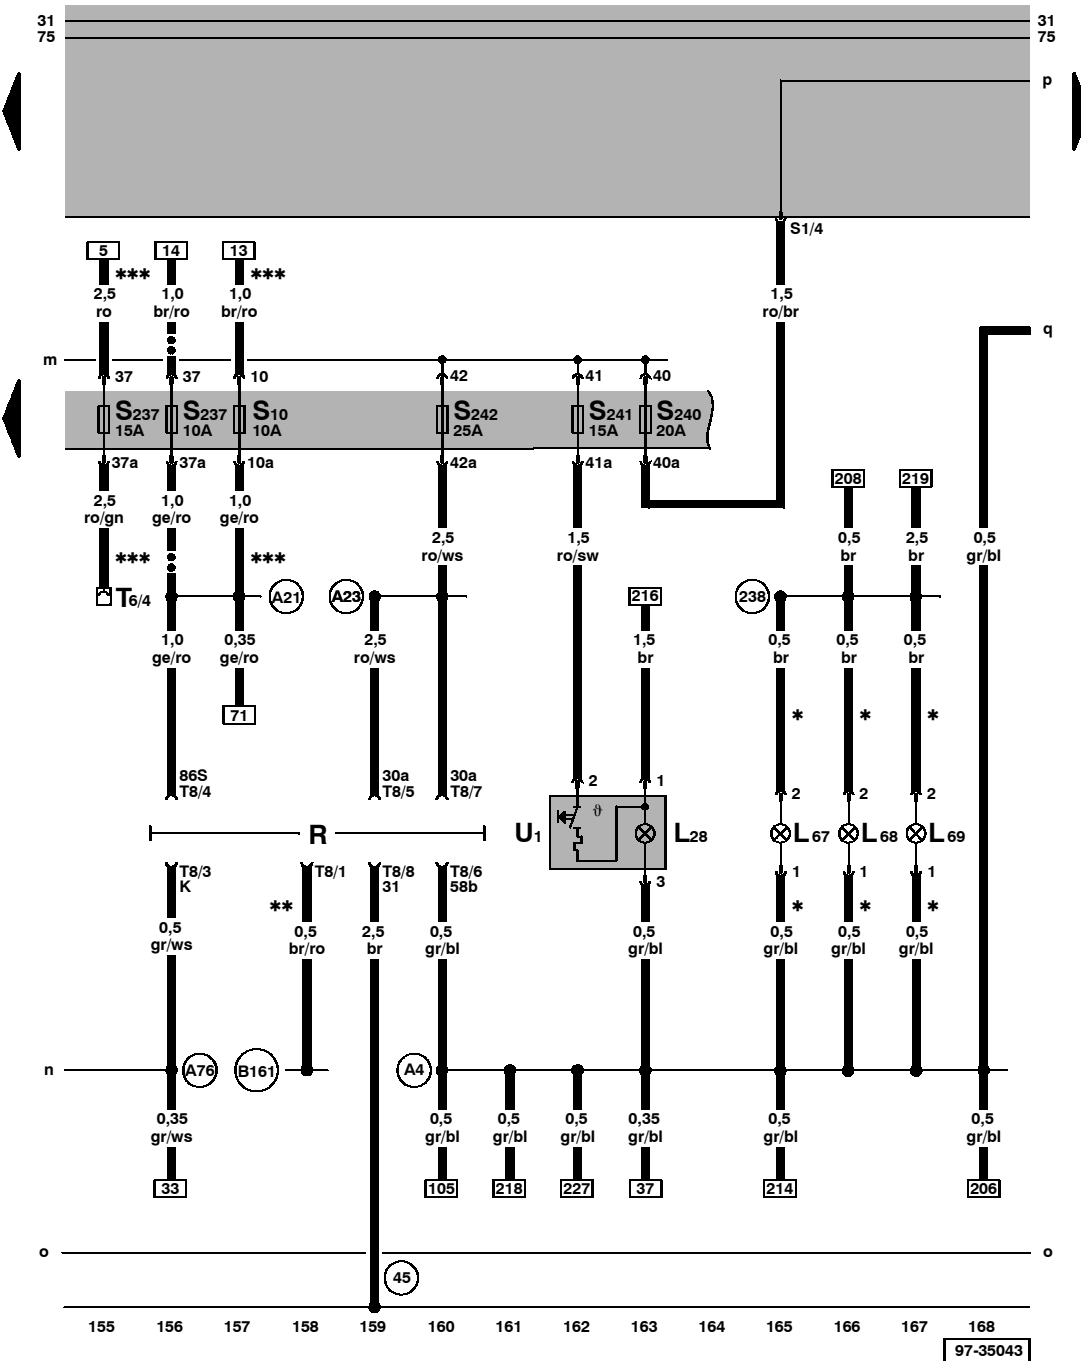 31 31
75 75
p
S1/4
5 14 13
*** ***
2,5 1,0 1,0 1,5
ro br/ro br/ro ro/br
q
m
37 37 10 42 41 40
S237 S237 S10 S242 S241 S240
15A 10A 10A 25A 15A 20A
37a 37a 10a 42a 41a 40a
208 219
2,5 1,0 1,0
ro/gn ge/ro ge/ro
2,5 1,5 0,5 2,5 0,5
ro/ws ro/sw br br gr/bl
*** ***
T6/4 A21 A23 216 238
1,0 0,35 2,5 1,5 0,5 0,5 0,5
ge/ro ge/ro ro/ws br br br br
71 * * *
86S 30a 30a
T8/4 T8/5 T8/7
2 1
2 2 2
ϑ
R U1 L28 L67 L68 L69
T8/3 T8/1 T8/8 T8/6
K 31 58b
3 1 1 1
** * * *
0,5 0,5 2,5 0,5 0,5 0,5 0,5 0,5
gr/ws br/ro br gr/bl gr/bl gr/bl gr/bl gr/bl
n A76 B161 A4
0,35 0,5 0,5 0,5 0,35 0,5 0,5
gr/ws gr/bl gr/bl gr/bl gr/bl gr/bl gr/bl
33 105 218 227 37 214 206
o o
45
155 156 157 158 159 160 161 162 163 164 165 166 167 168
97-35043